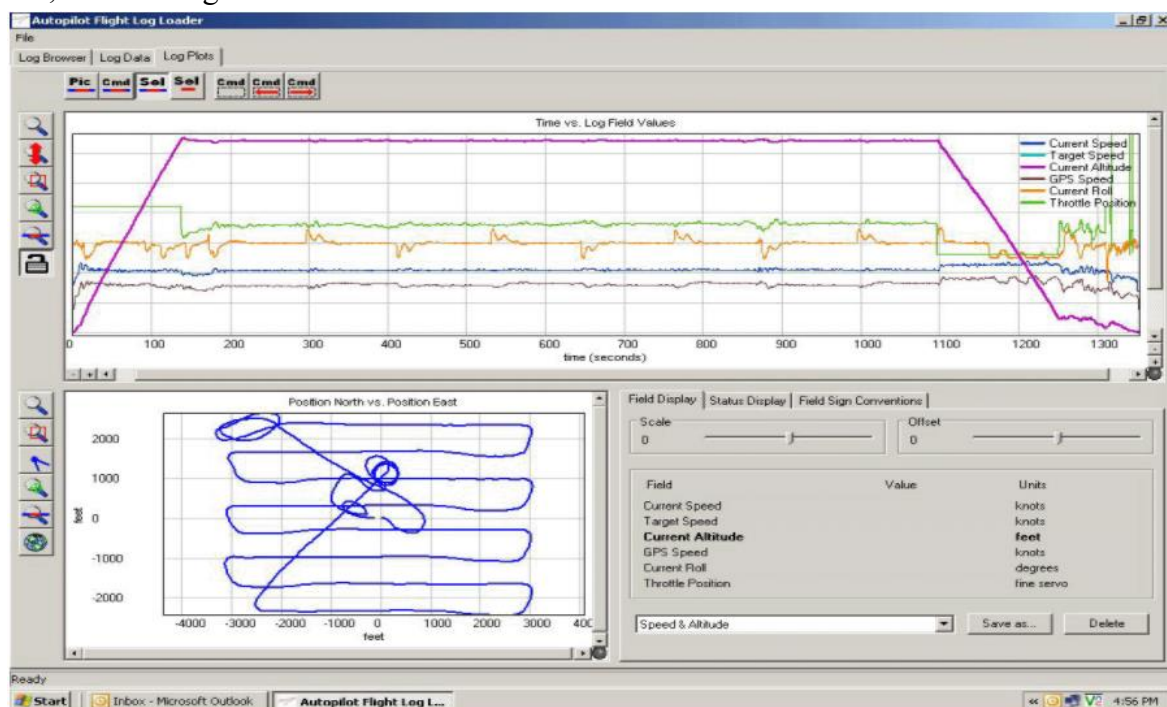 Autopilot Flight Log Loader
File
Log Browser Log Data Log Plots
Pic Cmd Sel Sel Cmd Cmd Cmd
Time vs. Log Field Values
Current Speed
Target Speed
Current Altitude
GPS Speed
Current Roll
Throttle Position
0 100 200 300 400 500 600 700 800 900 1000 1100 1200 1300
time (seconds)
- + 
Position North vs. Position East
2000
1000
0
-1000
-2000
feet
-4000 -3000 -2000 -1000 0 1000 2000 3000 400
feet
Field Display Status Display Field Sign Conventions
Scale Offset
0 0
Field Value Units
Current Speed knots
Target Speed knots
Current Altitude feet
GPS Speed knots
Current Roll degrees
Throttle Position fine servo
Speed & Altitude Save as... Delete
Ready
Start Inbox - Microsoft Outlook Autopilot Flight Log L... « 4:56 PM